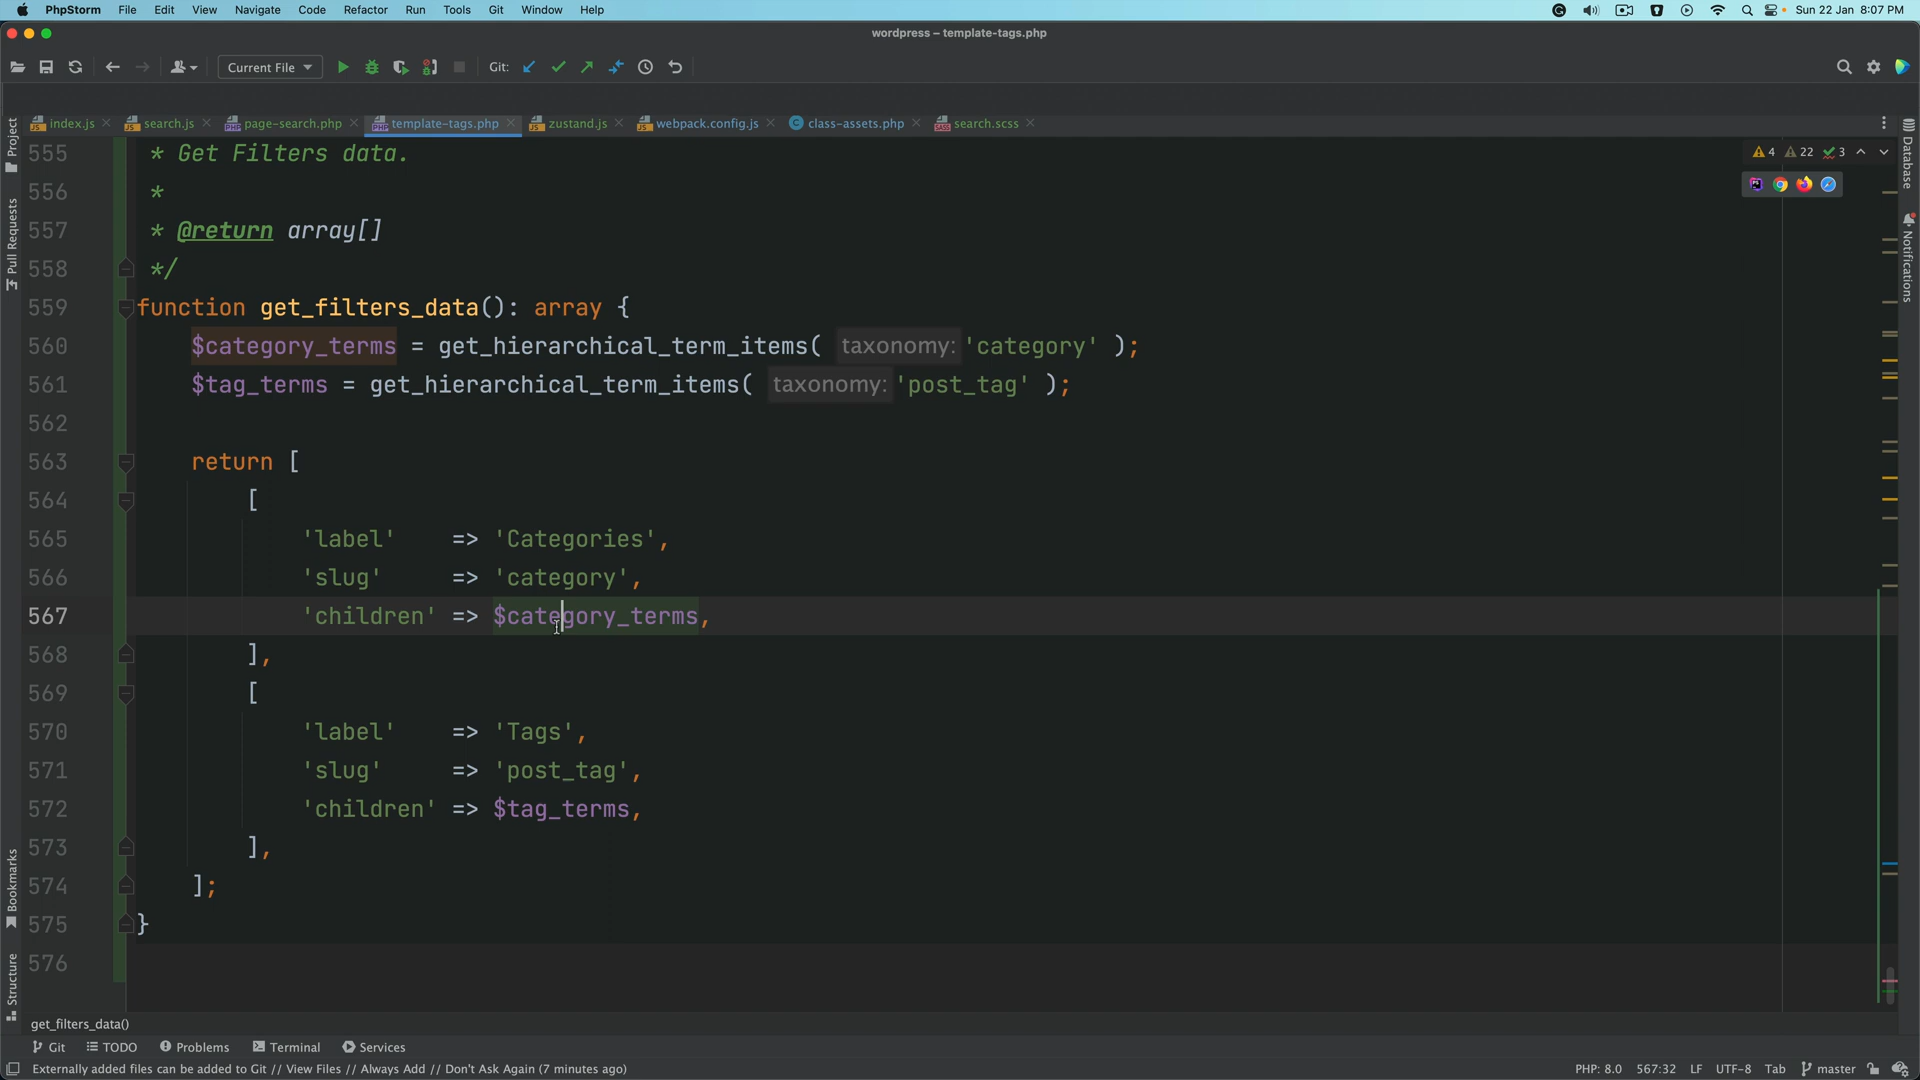 PhpStorm File Edit View Navigate Code Refactor Run Tools Git Window Help Sun 22 Jan 8:07 PM
wordpress – template-tags.php
Current File Git:
index.js search.js page-search.php template-tags.php zustand.js webpack.config.js class-assets.php search.scss
Project
Pull Requests
Bookmarks
Structure
Database
Notifications
4 22 3
555 * Get Filters data.
556 *
557 * @return array[]
558 */
559 function get_filters_data(): array {
560 $category_terms = get_hierarchical_term_items( taxonomy: 'category' );
561 $tag_terms = get_hierarchical_term_items( taxonomy: 'post_tag' );
562
563 return [
564 [
565 'label' => 'Categories',
566 'slug' => 'category',
567 'children' => $category_terms,
568 ],
569 [
570 'label' => 'Tags',
571 'slug' => 'post_tag',
572 'children' => $tag_terms,
573 ],
574 ];
575 }
576
get_filters_data()
Git TODO Problems Terminal Services
Externally added files can be added to Git // View Files // Always Add // Don't Ask Again (7 minutes ago) PHP: 8.0 567:32 LF UTF-8 Tab master